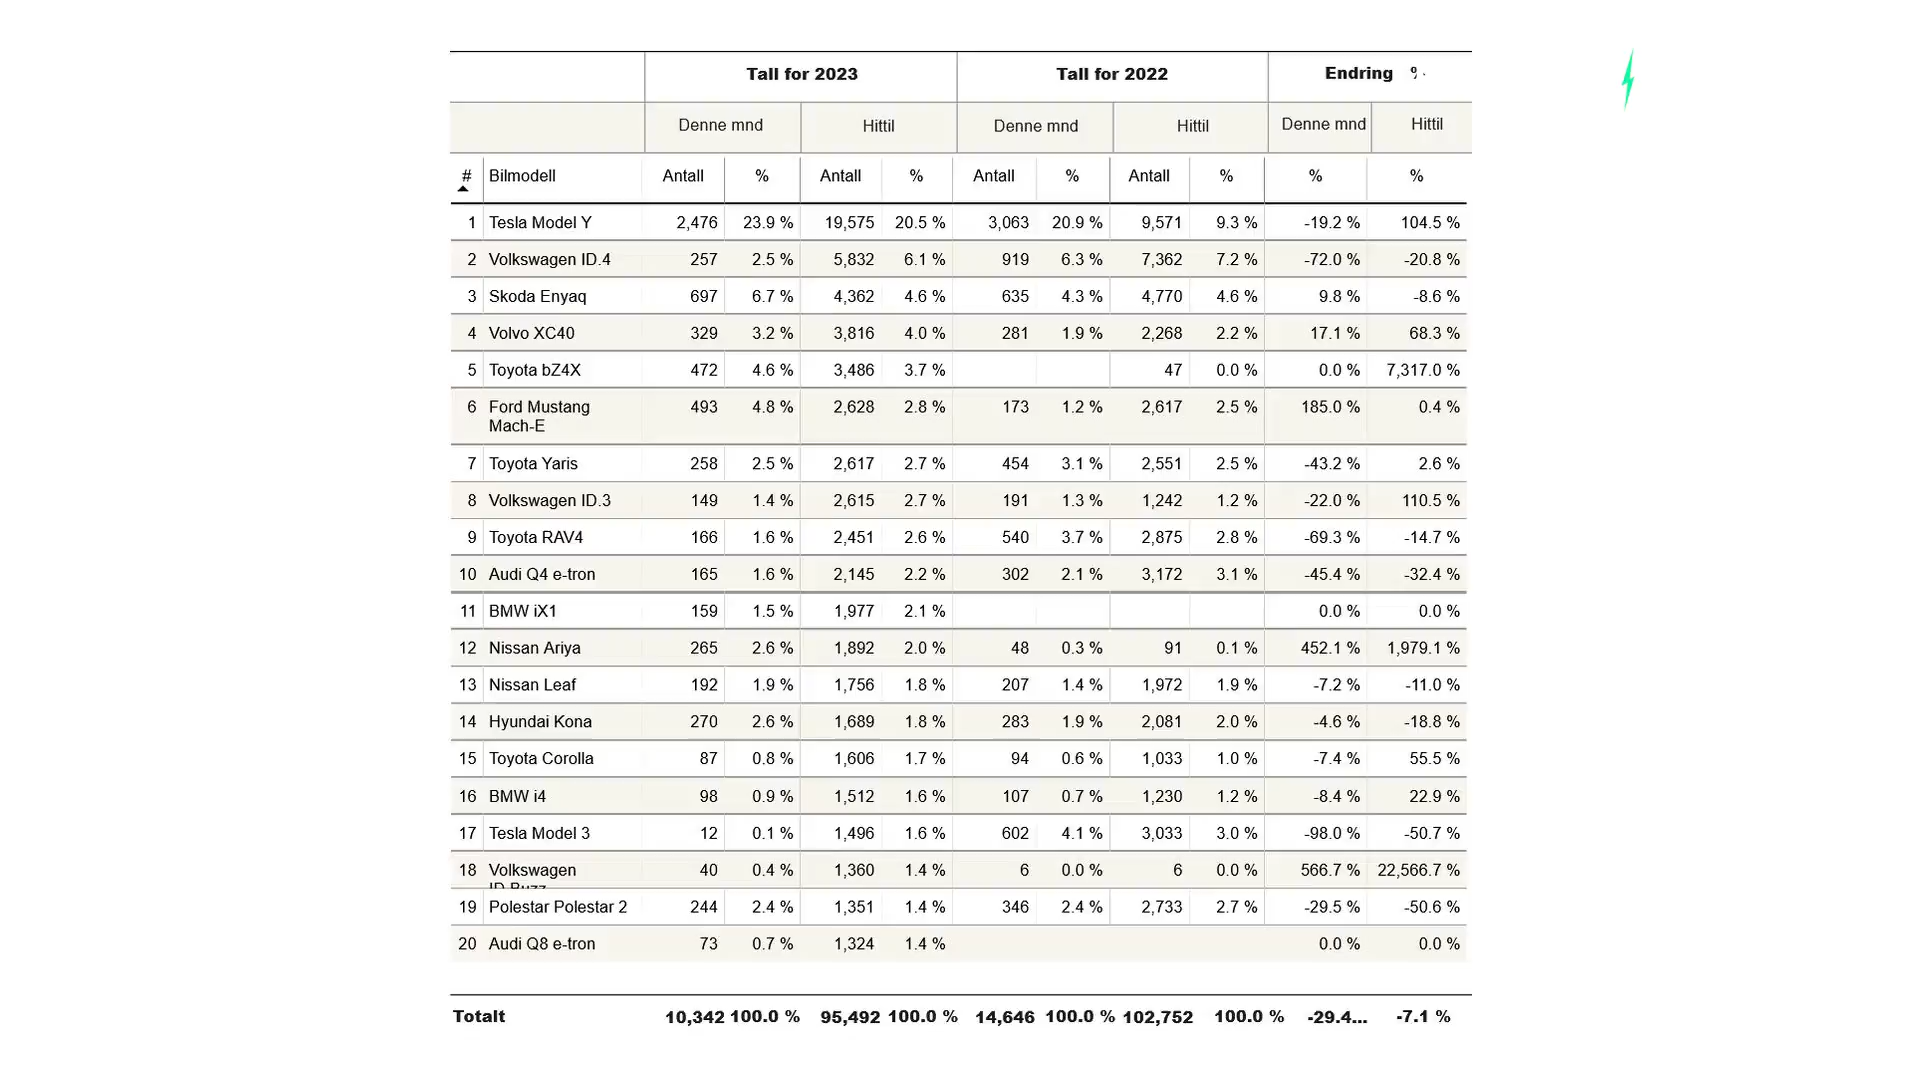 Tall for 2023 Tall for 2022 Endring %
Denne mnd Hittil Denne mnd Hittil Denne mnd Hittil
# Bilmodell Antall % Antall % Antall % Antall % % %
1 Tesla Model Y 2,476 23.9 % 19,575 20.5 % 3,063 20.9 % 9,571 9.3 % -19.2 % 104.5 %
2 Volkswagen ID.4 257 2.5 % 5,832 6.1 % 919 6.3 % 7,362 7.2 % -72.0 % -20.8 %
3 Skoda Enyaq 697 6.7 % 4,362 4.6 % 635 4.3 % 4,770 4.6 % 9.8 % -8.6 %
4 Volvo XC40 329 3.2 % 3,816 4.0 % 281 1.9 % 2,268 2.2 % 17.1 % 68.3 %
5 Toyota bZ4X 472 4.6 % 3,486 3.7 % 47 0.0 % 0.0 % 7,317.0 %
6 Ford Mustang 493 4.8 % 2,628 2.8 % 173 1.2 % 2,617 2.5 % 185.0 % 0.4 %
Mach-E
7 Toyota Yaris 258 2.5 % 2,617 2.7 % 454 3.1 % 2,551 2.5 % -43.2 % 2.6 %
8 Volkswagen ID.3 149 1.4 % 2,615 2.7 % 191 1.3 % 1,242 1.2 % -22.0 % 110.5 %
9 Toyota RAV4 166 1.6 % 2,451 2.6 % 540 3.7 % 2,875 2.8 % -69.3 % -14.7 %
10 Audi Q4 e-tron 165 1.6 % 2,145 2.2 % 302 2.1 % 3,172 3.1 % -45.4 % -32.4 %
11 BMW iX1 159 1.5 % 1,977 2.1 % 0.0 % 0.0 %
12 Nissan Ariya 265 2.6 % 1,892 2.0 % 48 0.3 % 91 0.1 % 452.1 % 1,979.1 %
13 Nissan Leaf 192 1.9 % 1,756 1.8 % 207 1.4 % 1,972 1.9 % -7.2 % -11.0 %
14 Hyundai Kona 270 2.6 % 1,689 1.8 % 283 1.9 % 2,081 2.0 % -4.6 % -18.8 %
15 Toyota Corolla 87 0.8 % 1,606 1.7 % 94 0.6 % 1,033 1.0 % -7.4 % 55.5 %
16 BMW i4 98 0.9 % 1,512 1.6 % 107 0.7 % 1,230 1.2 % -8.4 % 22.9 %
17 Tesla Model 3 12 0.1 % 1,496 1.6 % 602 4.1 % 3,033 3.0 % -98.0 % -50.7 %
18 Volkswagen 40 0.4 % 1,360 1.4 % 6 0.0 % 6 0.0 % 566.7 % 22,566.7 %
ID.Buzz
19 Polestar Polestar 2 244 2.4 % 1,351 1.4 % 346 2.4 % 2,733 2.7 % -29.5 % -50.6 %
20 Audi Q8 e-tron 73 0.7 % 1,324 1.4 % 0.0 % 0.0 %
Totalt 10,342 100.0 % 95,492 100.0 % 14,646 100.0 % 102,752 100.0 % -29.4... -7.1 %